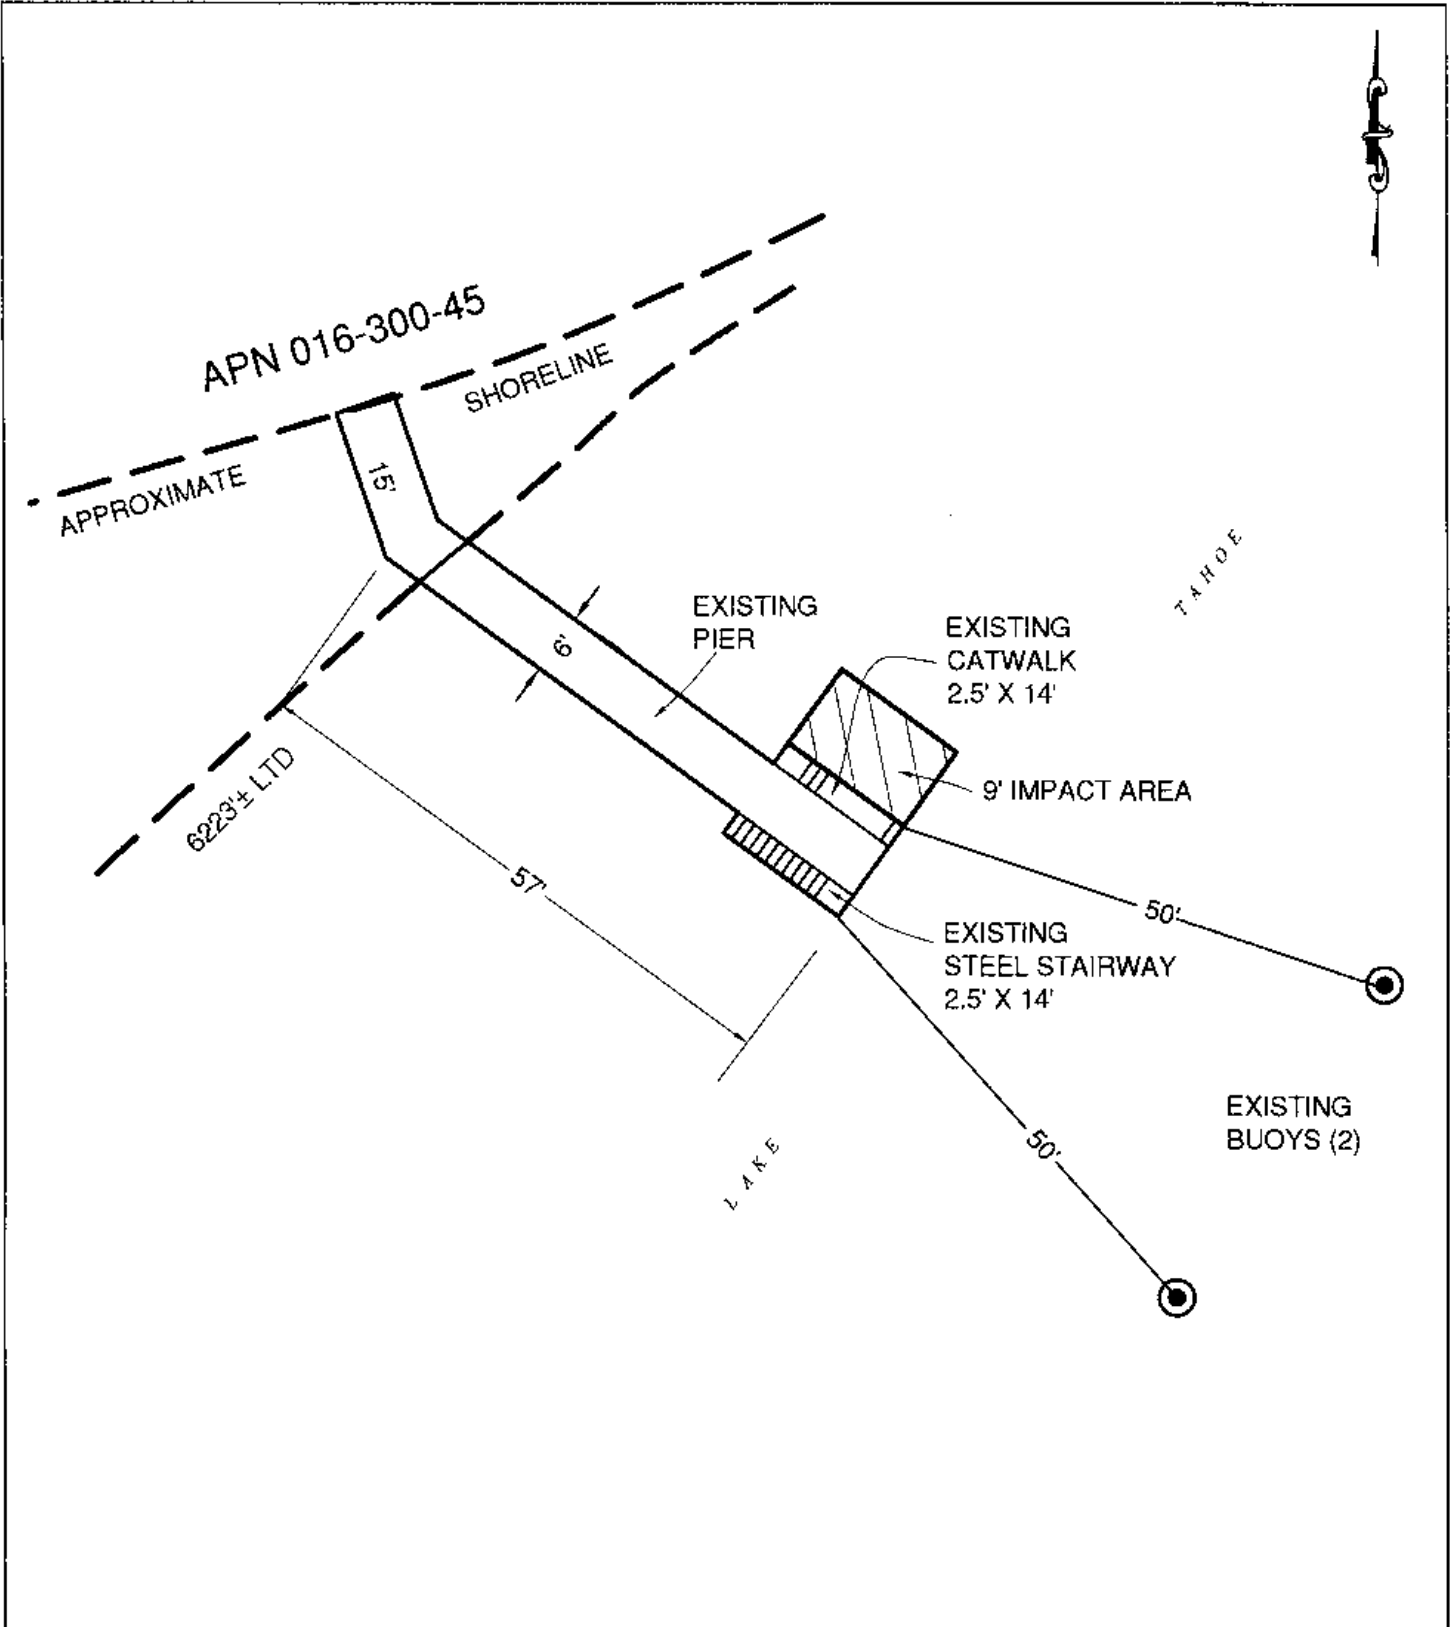 APN 016-300-45
SHORELINE
APPROXIMATE
15'
TAHOE
EXISTING
PIER
6'
EXISTING
CATWALK
2.5' X 14'
9' IMPACT AREA
6223'± LTD
57'
50'
EXISTING
STEEL STAIRWAY
2.5' X 14'
EXISTING
BUOYS (2)
50'
LAKE